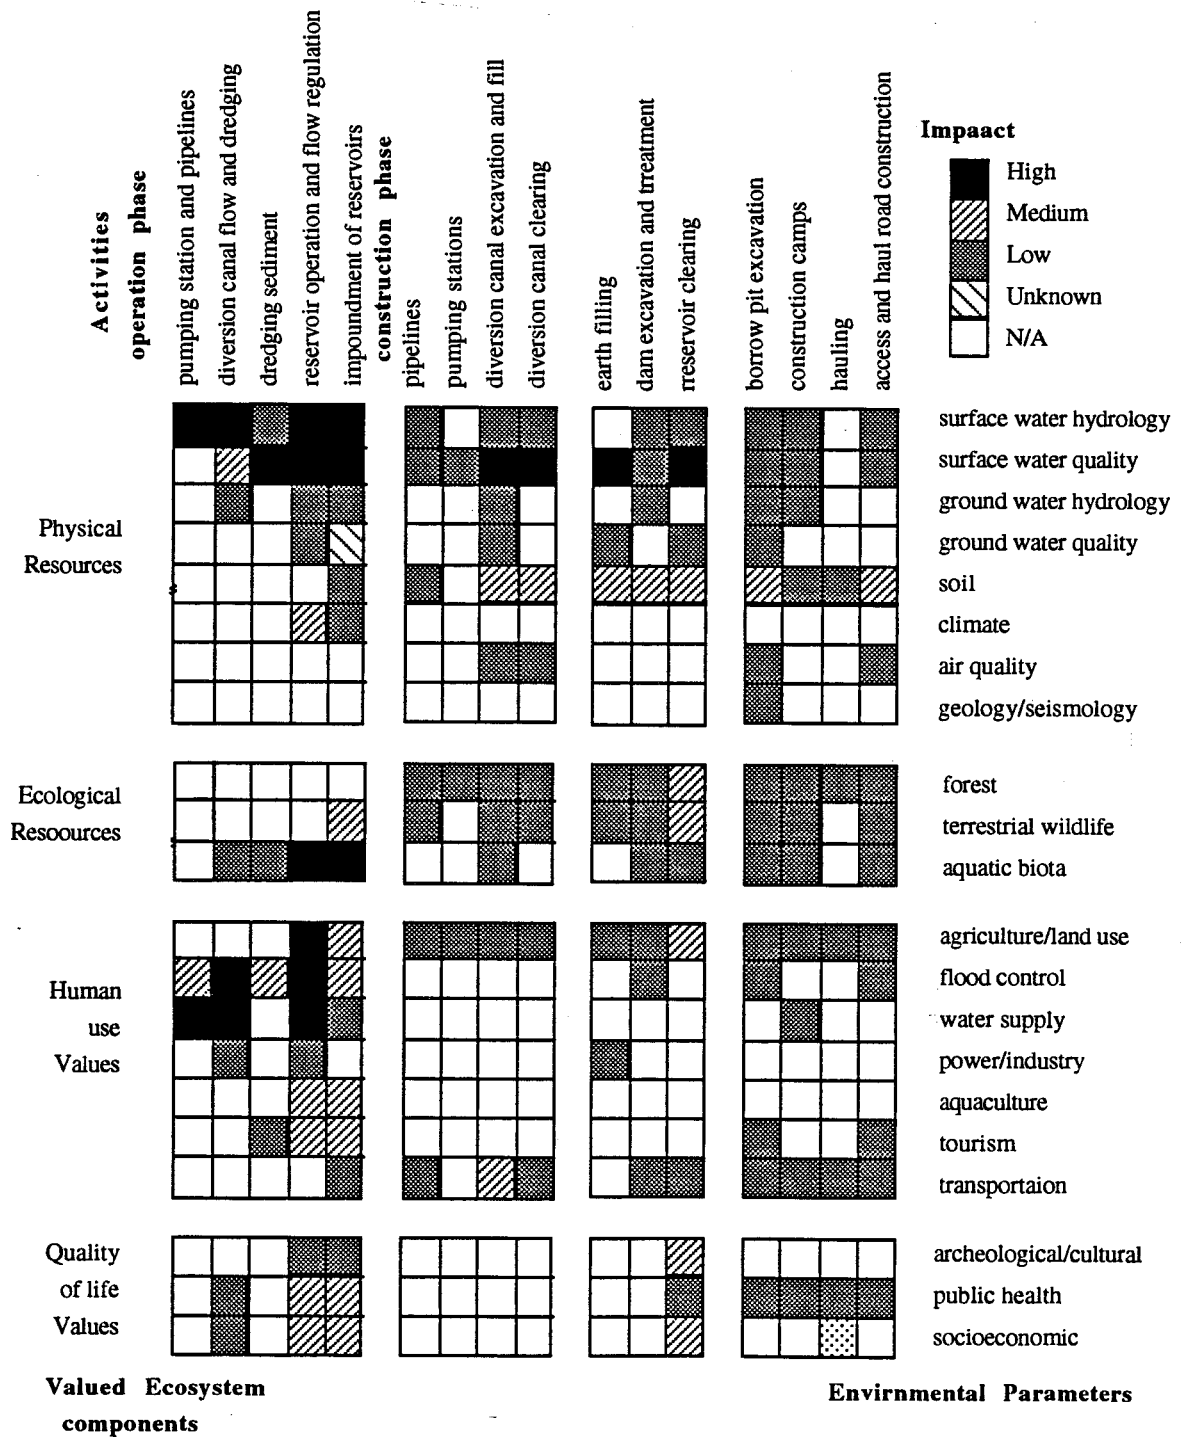 Activities
operation phase
pumping station and pipelines
diversion canal flow and dredging
dredging sediment
reservoir operation and flow regulation
impoundment of reservoirs
construction phase
pipelines
pumping stations
diversion canal excavation and fill
diversion canal clearing
earth filling
dam excavation and trreatment
rreservoir clearing
borrow pit excavation
construction camps
hauling
access and haul road construction
Impaact
High
Medium
Low
Unknown
N/A
Physical
Resources
surface water hydrology
surface water quality
ground water hydrology
ground water quality
soil
climate
air quality
geology/seismology
Ecological
Resoources
forest
terrestrial wildlife
aquatic biota
Human
use
Values
agriculture/land use
flood control
water supply
power/industry
aquaculture
tourism
transportaion
Quality
of life
Values
archeological/cultural
public health
socioeconomic
Valued Ecosystem
components
Envirnmental Parameters